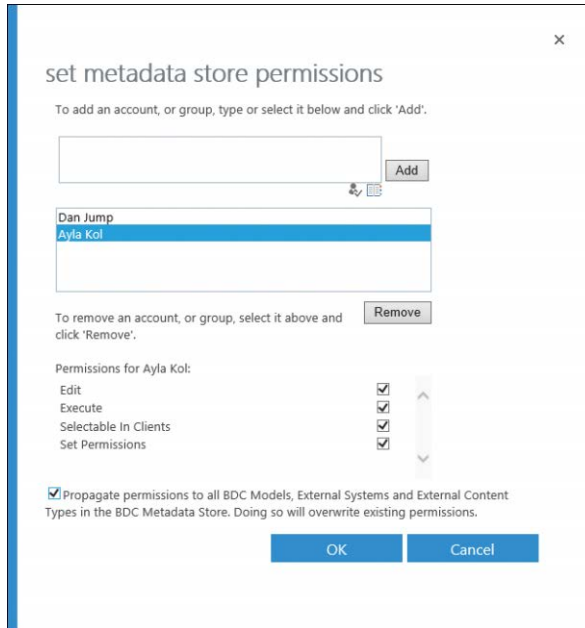 set metadata store permissions
To add an account, or group, type or select it below and click 'Add'.
Add
Dan Jump
Ayla Kol
To remove an account, or group, select it above and
click 'Remove'.
Remove
Permissions for Ayla Kol:
Edit
Execute
Selectable In Clients
Set Permissions
Propagate permissions to all BDC Models, External Systems and External Content
Types in the BDC Metadata Store. Doing so will overwrite existing permissions.
OK
Cancel